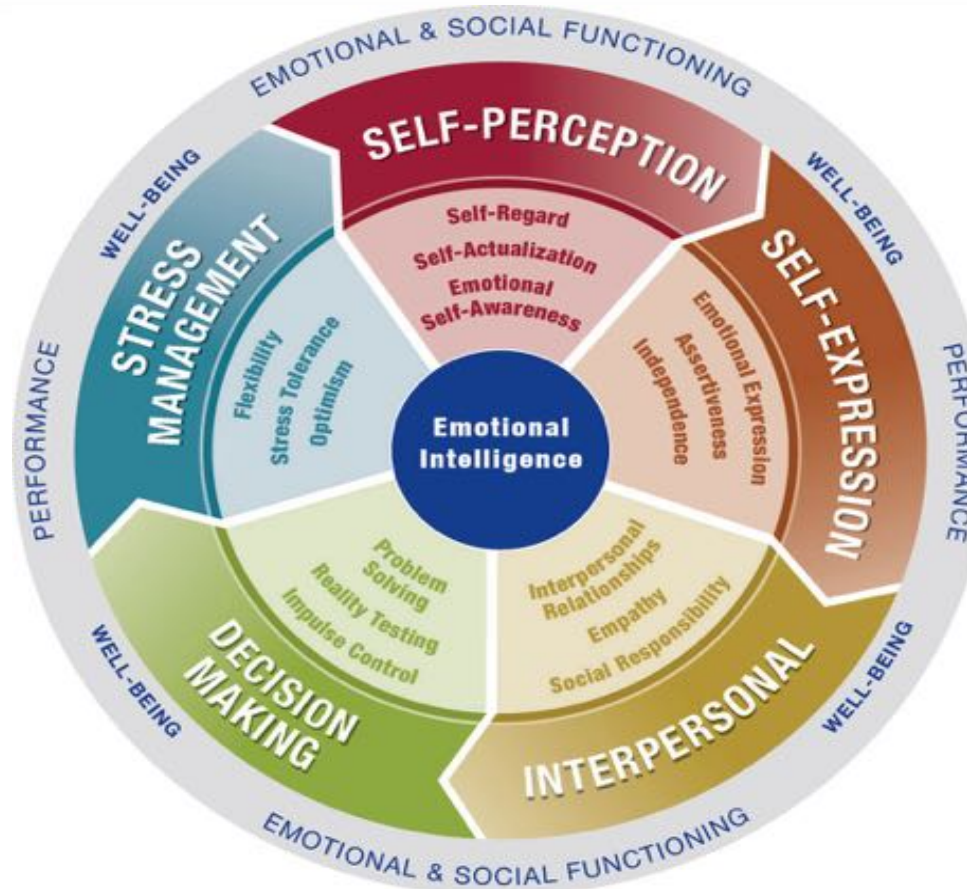 EMOTIONAL & SOCIAL FUNCTIONING
WELL-BEING
WELL-BEING
PERFORMANCE
PERFORMANCE
WELL-BEING
WELL-BEING
EMOTIONAL & SOCIAL FUNCTIONING
SELF-PERCEPTION
Self-Regard
Self-Actualization
Emotional
Self-Awareness
SELF-EXPRESSION
Emotional Expression
Assertiveness
Independence
INTERPERSONAL
Interpersonal
Relationships
Empathy
Social Responsibility
DECISION
MAKING
Problem
Solving
Reality Testing
Impulse Control
STRESS
MANAGEMENT
Flexibility
Stress Tolerance
Optimism
Emotional
Intelligence